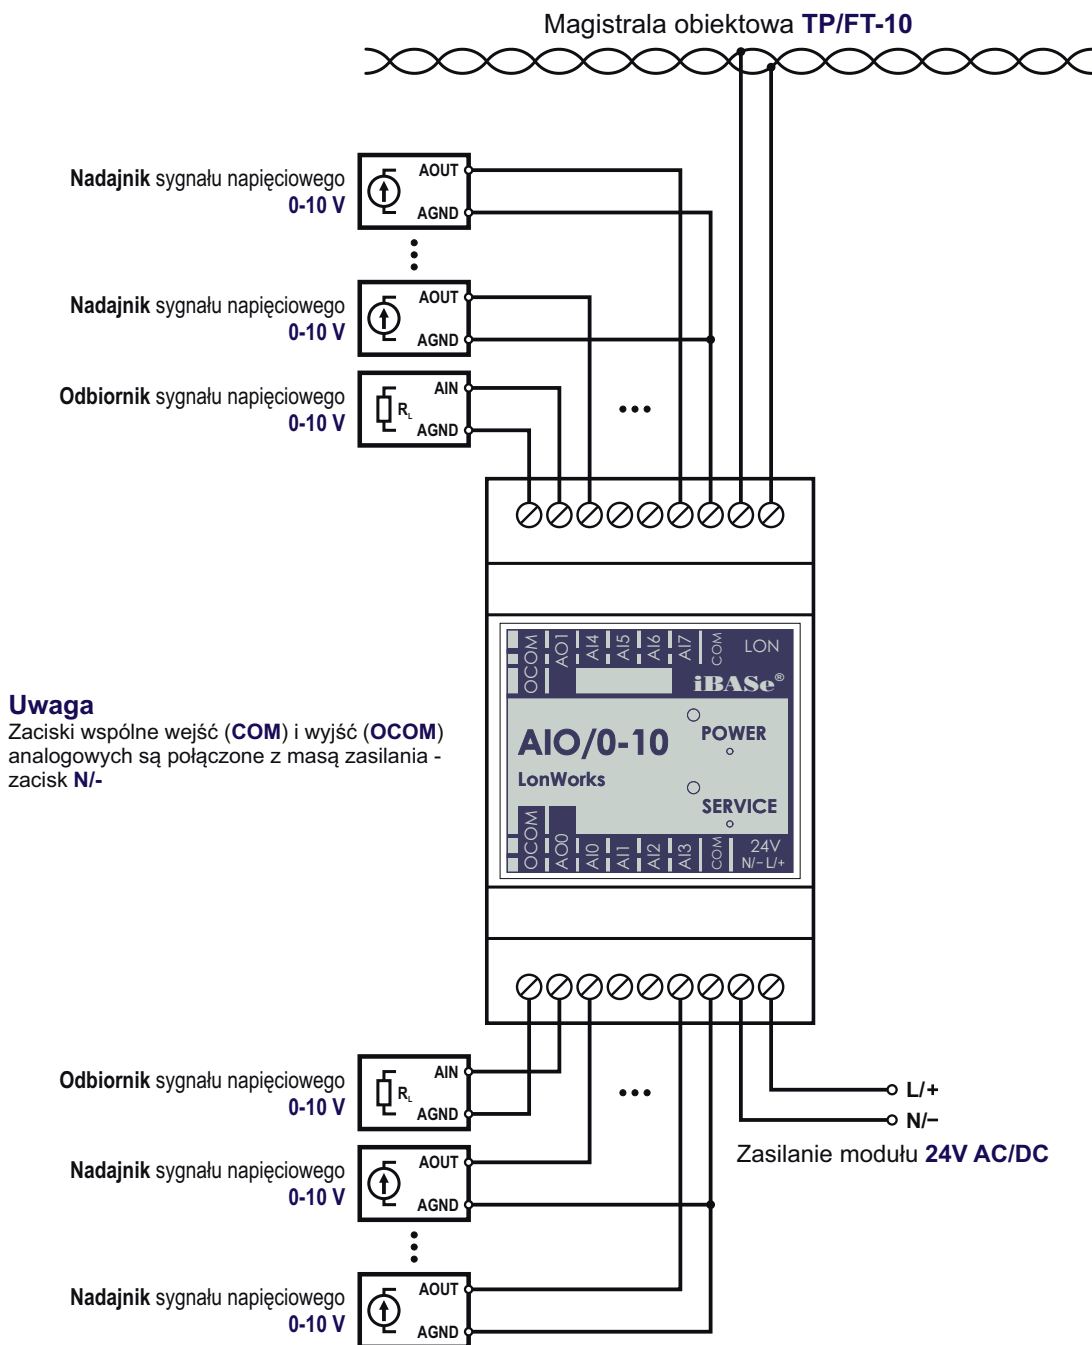 Magistrala obiektowa TP/FT-10
Nadajnik sygnału napięciowego
0-10 V
AOUT
AGND
Nadajnik sygnału napięciowego
0-10 V
AOUT
AGND
Odbiornik sygnału napięciowego
0-10 V
RL
AIN
AGND
OCOM
AO1
AI4
AI5
AI6
AI7
COM
LON
iBASe®
AIO/0-10
LonWorks
POWER
SERVICE
OCOM
AO0
AI0
AI1
AI2
AI3
COM
24V
N/− L/+
Uwaga
Zaciski wspólne wejść (COM) i wyjść (OCOM)
analogowych są połączone z masą zasilania -
zacisk N/-
Odbiornik sygnału napięciowego
0-10 V
RL
AIN
AGND
L/+
N/−
Zasilanie modułu 24V AC/DC
Nadajnik sygnału napięciowego
0-10 V
AOUT
AGND
Nadajnik sygnału napięciowego
0-10 V
AOUT
AGND